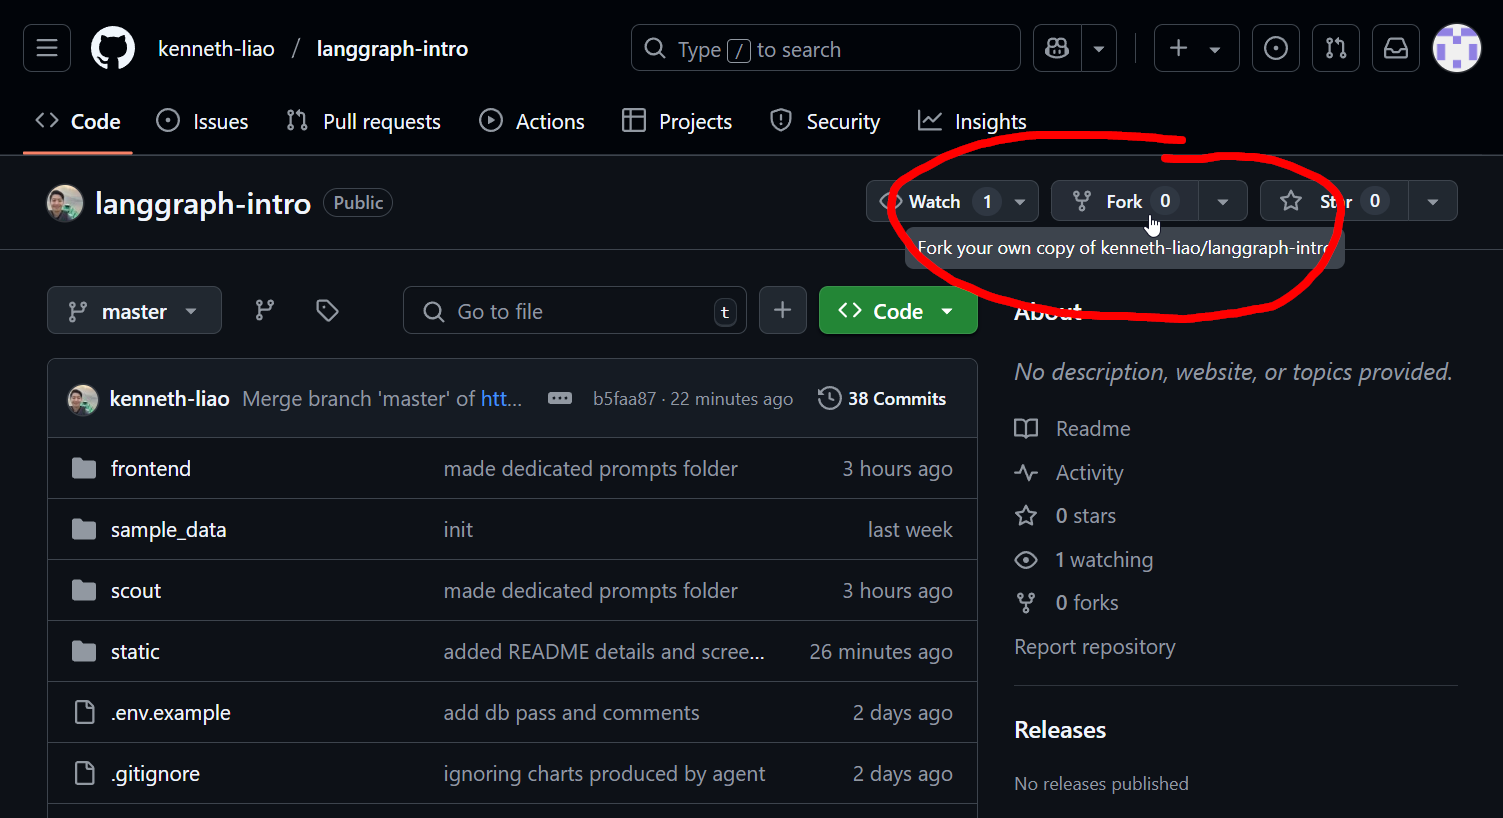 kenneth-liao / langgraph-intro
Type / to search
Code
Issues
Pull requests
Actions
Projects
Security
Insights
langgraph-intro
Public
Watch 1
Fork 0
Star 0
Fork your own copy of kenneth-liao/langgraph-intro
master
Go to file
t
Code
kenneth-liao Merge branch 'master' of htt... b5faa87 · 22 minutes ago 38 Commits
frontend made dedicated prompts folder 3 hours ago
sample_data init last week
scout made dedicated prompts folder 3 hours ago
static added README details and scree... 26 minutes ago
.env.example add db pass and comments 2 days ago
.gitignore ignoring charts produced by agent 2 days ago
About
No description, website, or topics provided.
Readme
Activity
0 stars
1 watching
0 forks
Report repository
Releases
No releases published